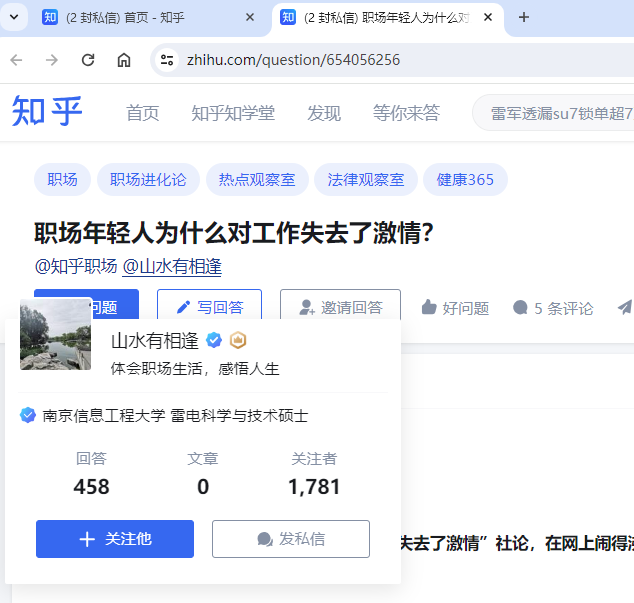 (2 封私信) 首页 - 知乎
(2 封私信) 职场年轻人为什么对
zhihu.com/question/654056256
知乎 首页 知乎知学堂 发现 等你来答 雷军透漏su7锁单超7
职场 职场进化论 热点观察室 法律观察室 健康365
职场年轻人为什么对工作失去了激情?
@知乎职场 @山水有相逢
问题 写回答 邀请回答 好问题 5 条评论
山水有相逢
体会职场生活，感悟人生
南京信息工程大学 雷电科学与技术硕士
回答 文章 关注者
458 0 1,781
关注他 发私信
失去了激情”社论，在网上闹得